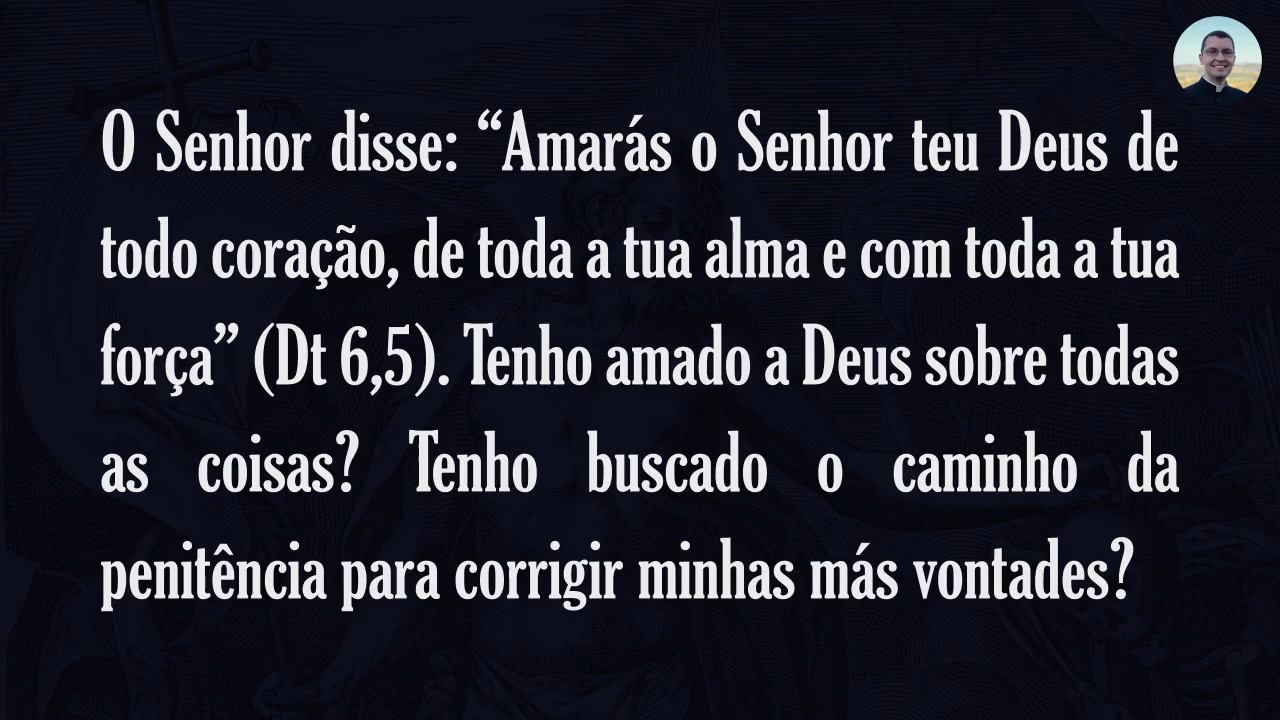 O Senhor disse: “Amarás o Senhor teu Deus de
todo coração, de toda a tua alma e com toda a tua
força” (Dt 6,5). Tenho amado a Deus sobre todas
as coisas? Tenho buscado o caminho da
penitência para corrigir minhas más vontades?